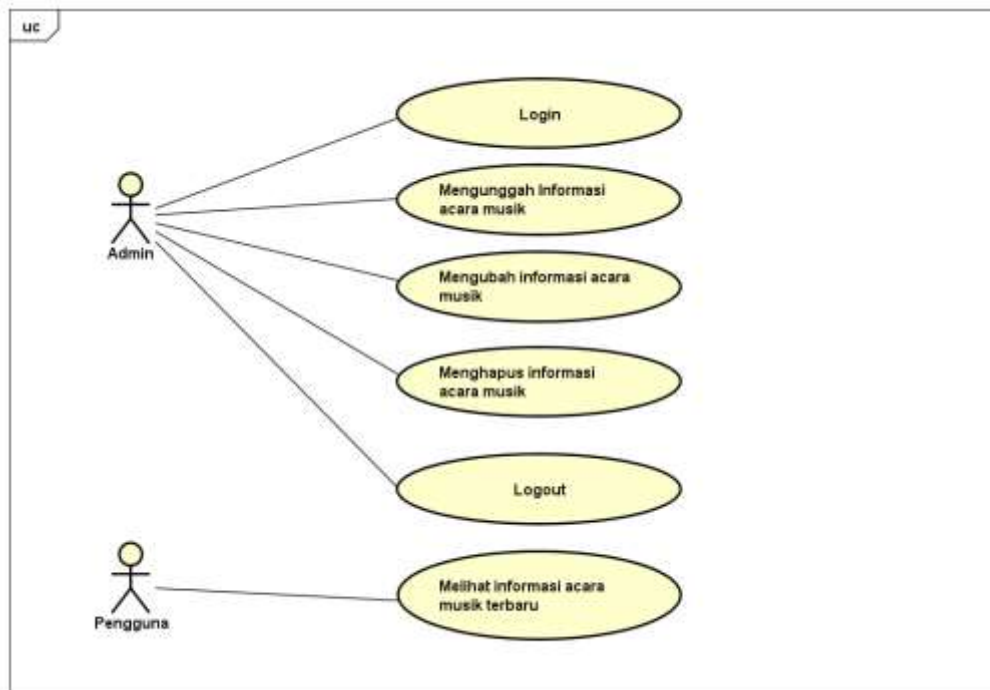 uc
Login
Mengunggah Informasi
acara musik
Admin
Mengubah informasi acara
musik
Menghapus informasi
acara musik
Logout
Melihat informasi acara
musik terbaru
Pengguna